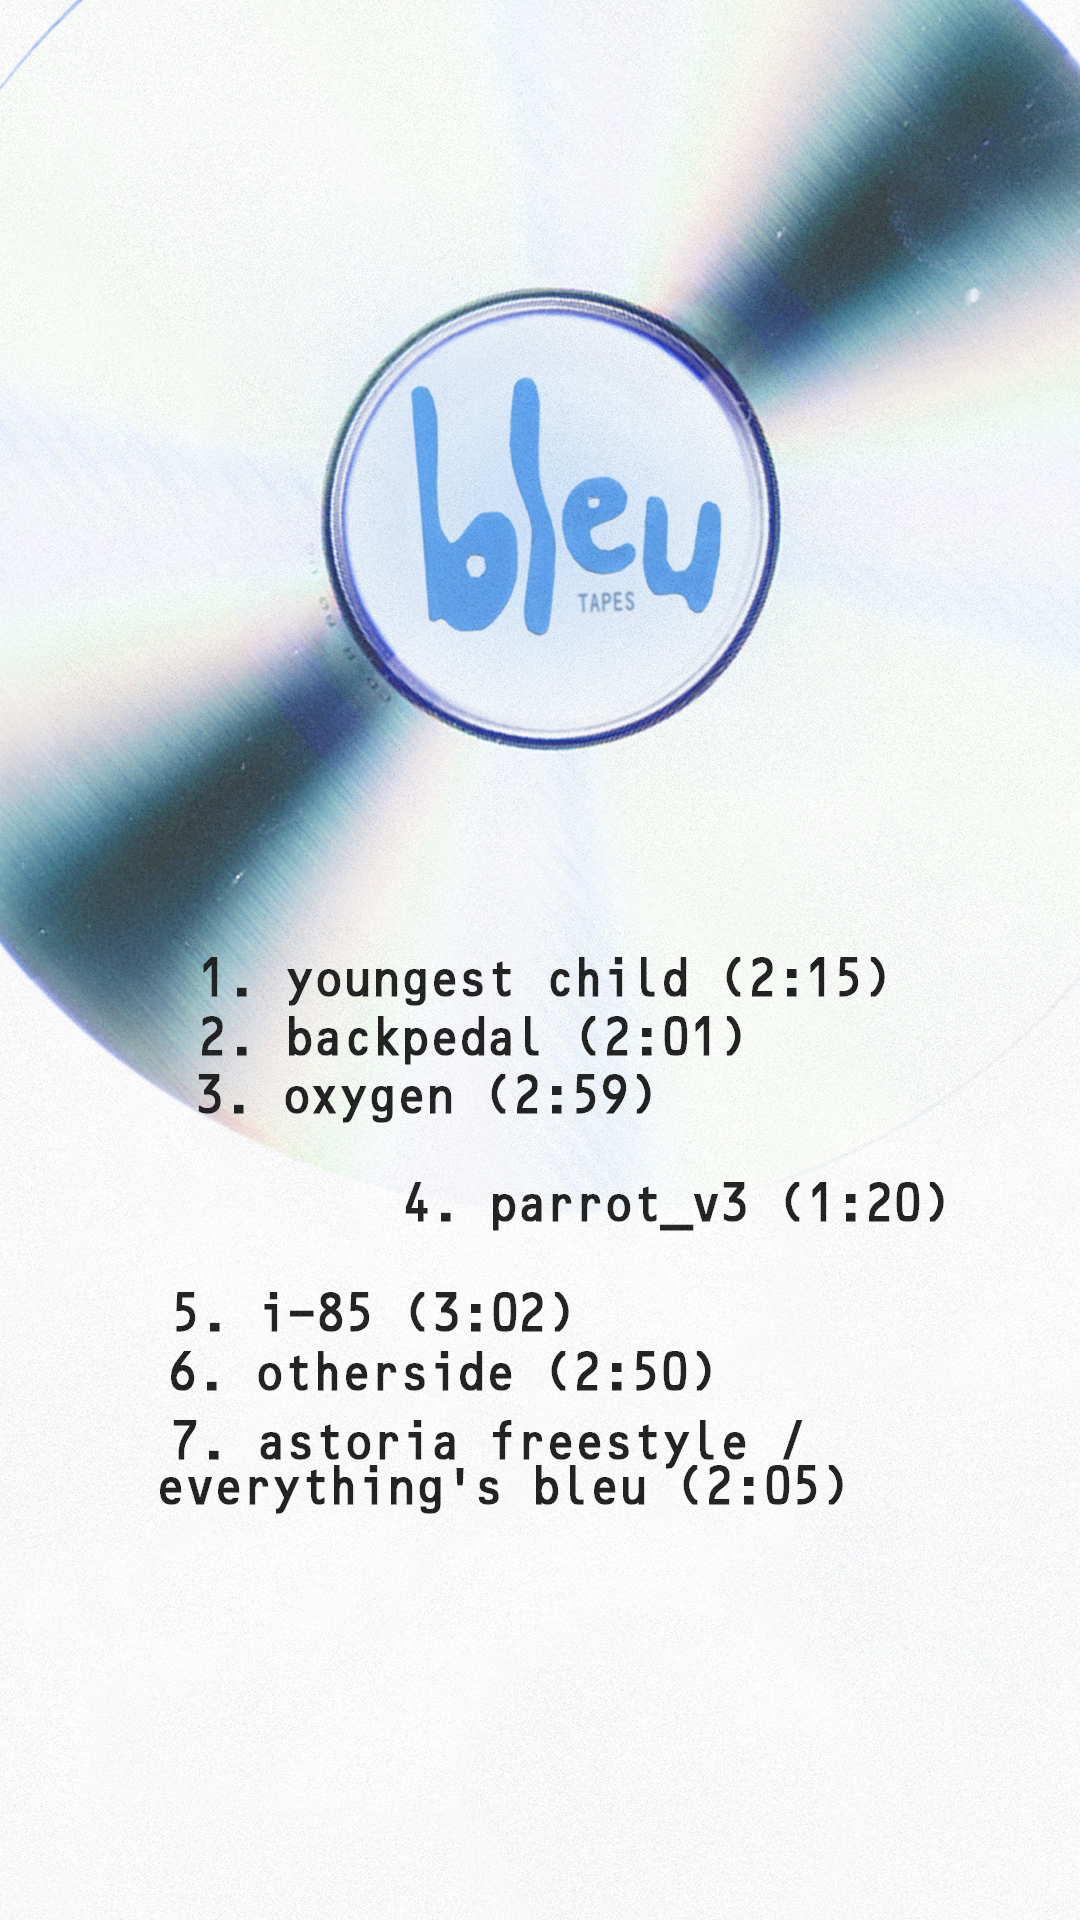 bleu
TAPES
1. youngest child (2:15)
2. backpedal (2:01)
3. oxygen (2:59)
4. parrot_v3 (1:20)
5. i-85 (3:02)
6. otherside (2:50)
7. astoria freestyle /
everything's bleu (2:05)